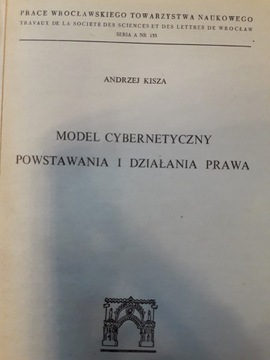 PRACE WROCŁAWSKIEGO TOWARZYSTWA NAUKOWEGO
TRAVAUX DE LA SOCIÉTÉ DES SCIENCES ET DES LETTRES DE WROCŁAW
SERIA A NR 155
ANDRZEJ KISZA
MODEL CYBERNETYCZNY
POWSTAWANIA I DZIAŁANIA PRAWA